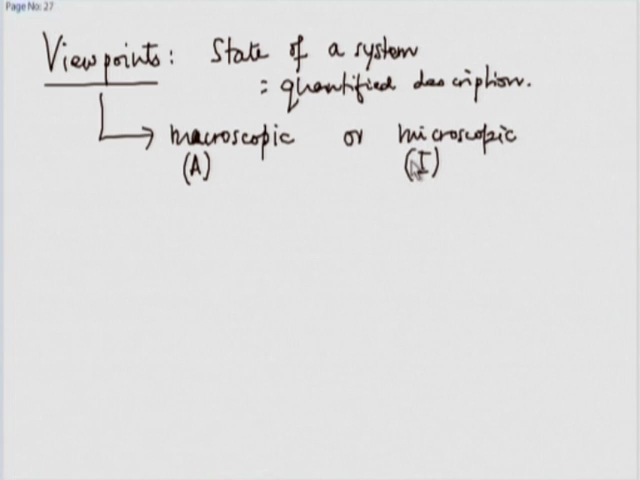 Page No: 27
Viewpoints: State of a system
= quantified description.
macroscopic or microscopic
(A) (I)